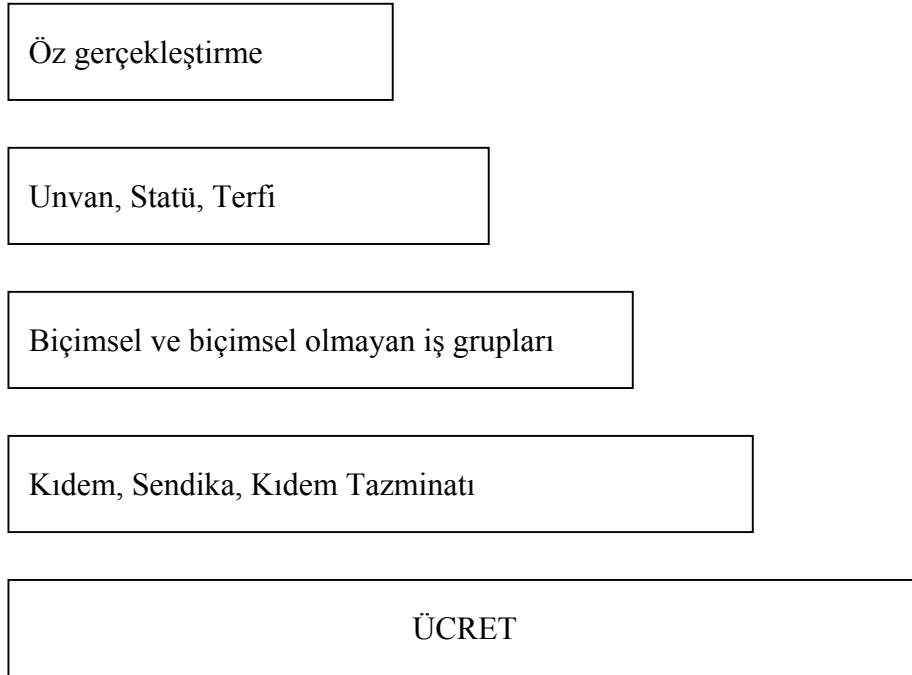 Öz gerçekleştirme
Unvan, Statü, Terfi
Biçimsel ve biçimsel olmayan iş grupları
Kıdem, Sendika, Kıdem Tazminatı
ÜCRET